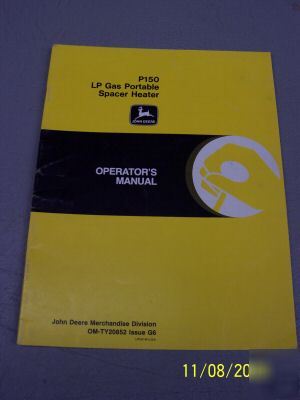 P150
LP Gas Portable
Spacer Heater
JOHN DEERE
OPERATOR'S
MANUAL
John Deere Merchandise Division
OM-TY20652 Issue G6
11/08/20